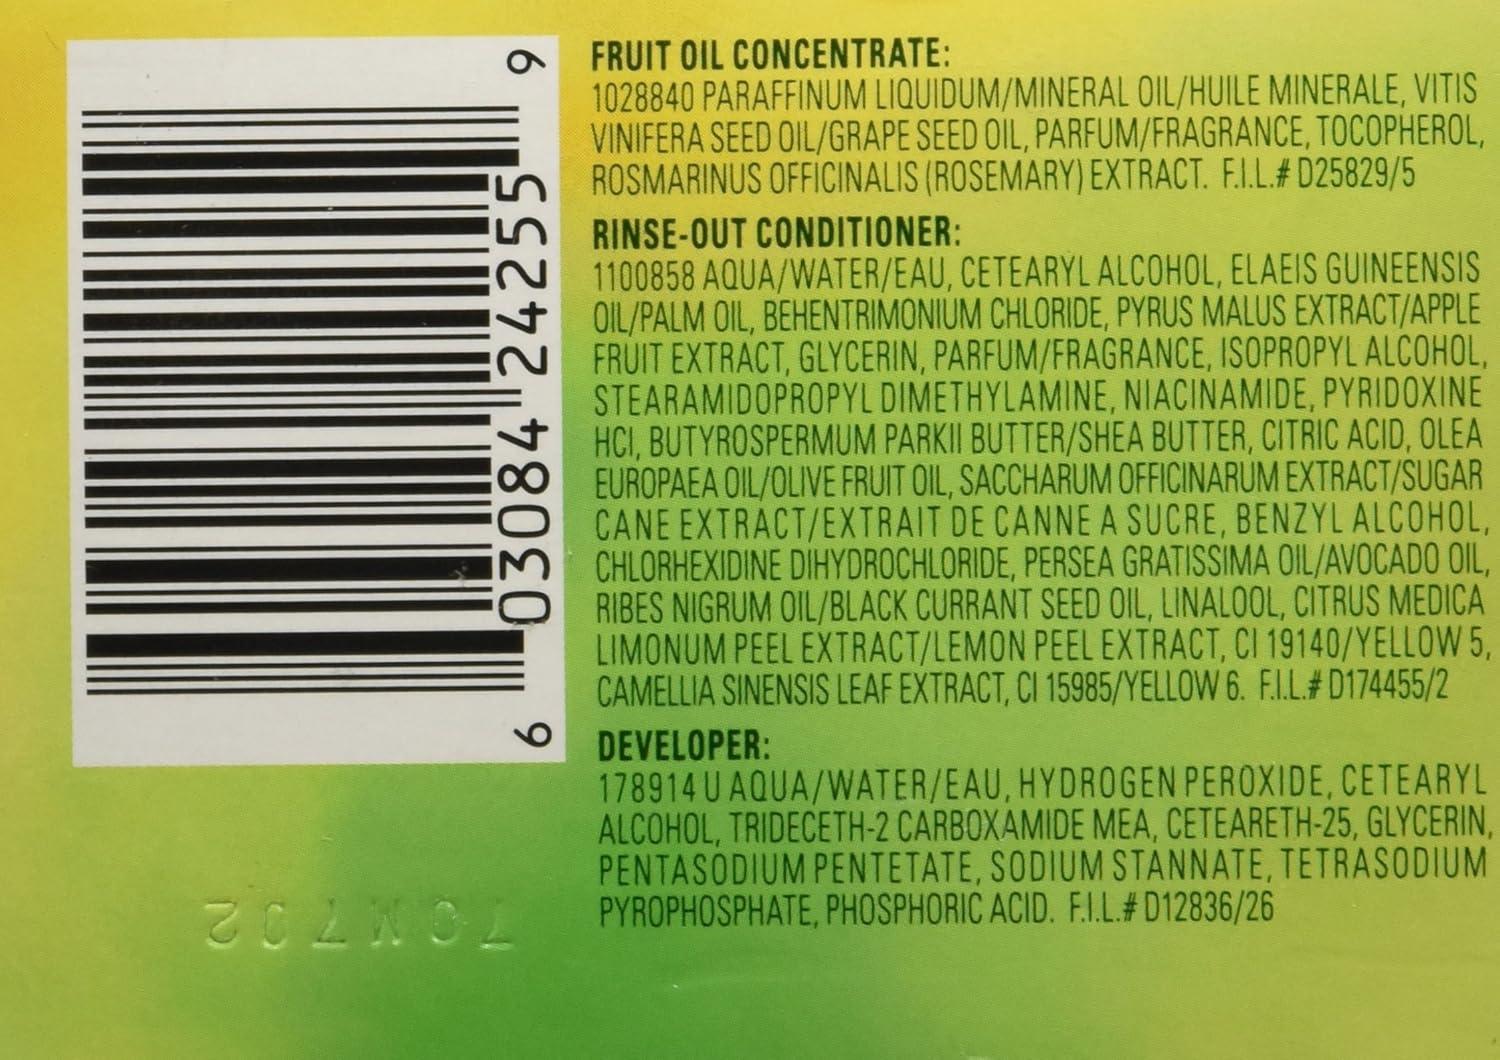 FRUIT OIL CONCENTRATE:
1028840 PARAFFINUM LIQUIDUM/MINERAL OIL/HUILE MINERALE, VITIS
VINIFERA SEED OIL/GRAPE SEED OIL, PARFUM/FRAGRANCE, TOCOPHEROL,
ROSMARINUS OFFICINALIS (ROSEMARY) EXTRACT. F.I.L.# D25829/5
RINSE-OUT CONDITIONER:
1100858 AQUA/WATER/EAU, CETEARYL ALCOHOL, ELAEIS GUINEENSIS
OIL/PALM OIL, BEHENTRIMONIUM CHLORIDE, PYRUS MALUS EXTRACT/APPLE
FRUIT EXTRACT, GLYCERIN, PARFUM/FRAGRANCE, ISOPROPYL ALCOHOL,
STEARAMIDOPROPYL DIMETHYLAMINE, NIACINAMIDE, PYRIDOXINE
HCI, BUTYROSPERMUM PARKII BUTTER/SHEA BUTTER, CITRIC ACID, OLEA
EUROPAEA OIL/OLIVE FRUIT OIL, SACCHARUM OFFICINARUM EXTRACT/SUGAR
CANE EXTRACT/EXTRAIT DE CANNE A SUCRE, BENZYL ALCOHOL,
CHLORHEXIDINE DIHYDROCHLORIDE, PERSEA GRATISSIMA OIL/AVOCADO OIL,
RIBES NIGRUM OIL/BLACK CURRANT SEED OIL, LINALOOL, CITRUS MEDICA
LIMONUM PEEL EXTRACT/LEMON PEEL EXTRACT, CI 19140/YELLOW 5,
CAMELLIA SINENSIS LEAF EXTRACT, CI 15985/YELLOW 6. F.I.L.# D174455/2
DEVELOPER:
178914 U AQUA/WATER/EAU, HYDROGEN PEROXIDE, CETEARYL
ALCOHOL, TRIDECETH-2 CARBOXAMIDE MEA, CETEARETH-25, GLYCERIN,
PENTASODIUM PENTETATE, SODIUM STANNATE, TETRASODIUM
PYROPHOSPHATE, PHOSPHORIC ACID. F.I.L.# D12836/26
6 03084 24255 9